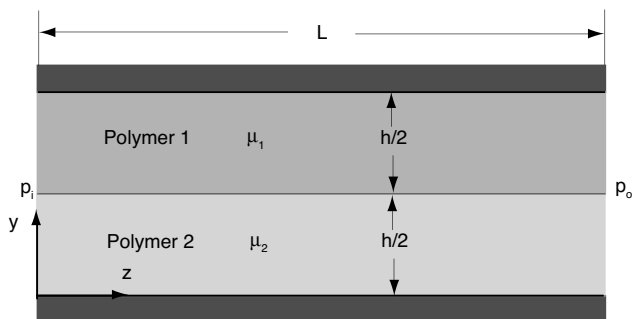 L
Polymer 1 μ₁ h/2
pᵢ pₒ
y
Polymer 2 μ₂ h/2
z